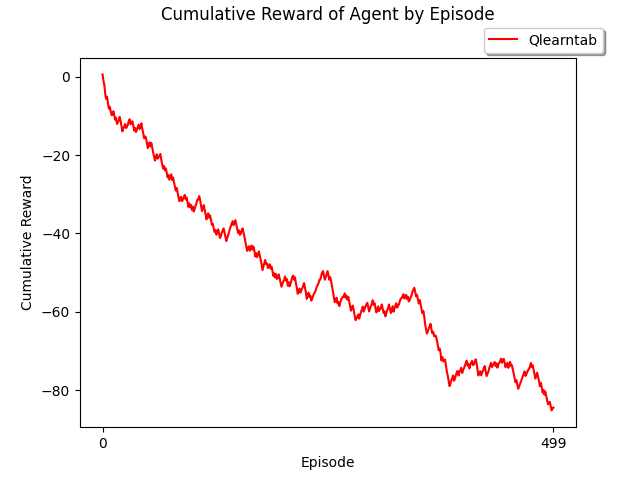 Cumulative Reward of Agent by Episode
Qlearntab
0
−20
−40
−60
−80
Cumulative Reward
0
499
Episode